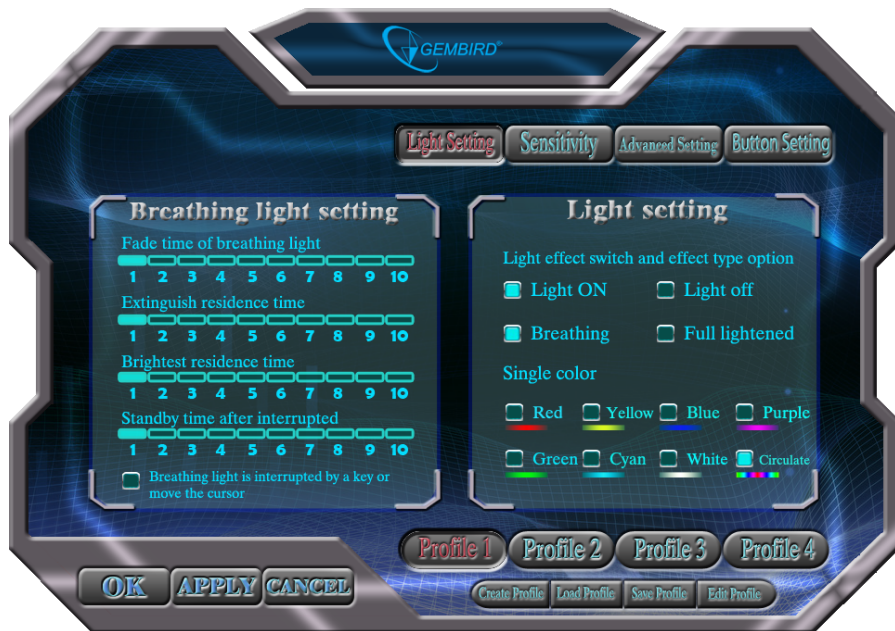 GEMBIRD®
Light Setting Sensitivity Advanced Setting Button Setting
Breathing light setting
Fade time of breathing light
1 2 3 4 5 6 7 8 9 10
Extinguish residence time
1 2 3 4 5 6 7 8 9 10
Brightest residence time
1 2 3 4 5 6 7 8 9 10
Standby time after interrupted
1 2 3 4 5 6 7 8 9 10
Breathing light is interrupted by a key or
move the cursor
Light setting
Light effect switch and effect type option
Light ON Light off
Breathing Full lightened
Single color
Red Yellow Blue Purple
Green Cyan White Circulate
Profile 1 Profile 2 Profile 3 Profile 4
OK APPLY CANCEL
Create Profile Load Profile Save Profile Edit Profile